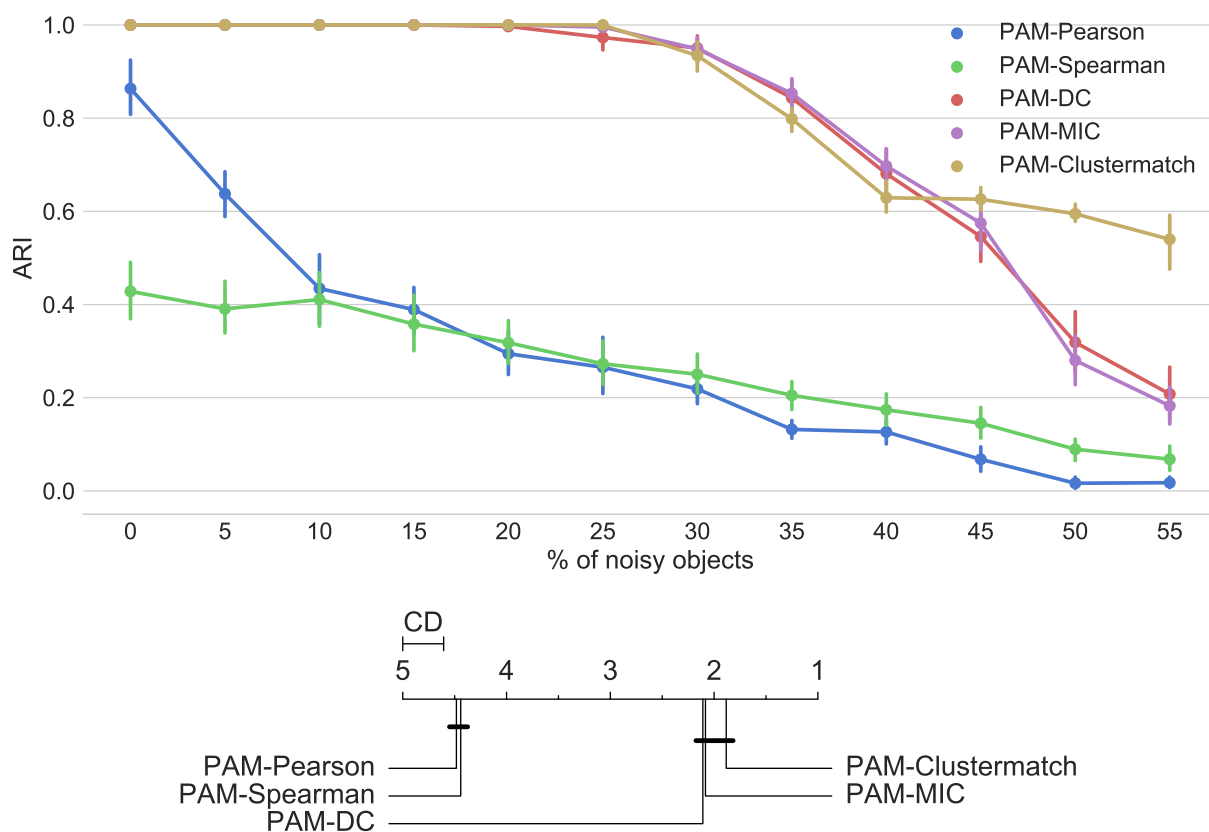 1.0
PAM-Pearson
PAM-Spearman
PAM-DC
PAM-MIC
PAM-Clustermatch
0.8
0.6
0.4
0.2
0.0
ARI
0 5 10 15 20 25 30 35 40 45 50 55
% of noisy objects
CD
5 4 3 2 1
PAM-Pearson PAM-Clustermatch
PAM-Spearman PAM-MIC
PAM-DC